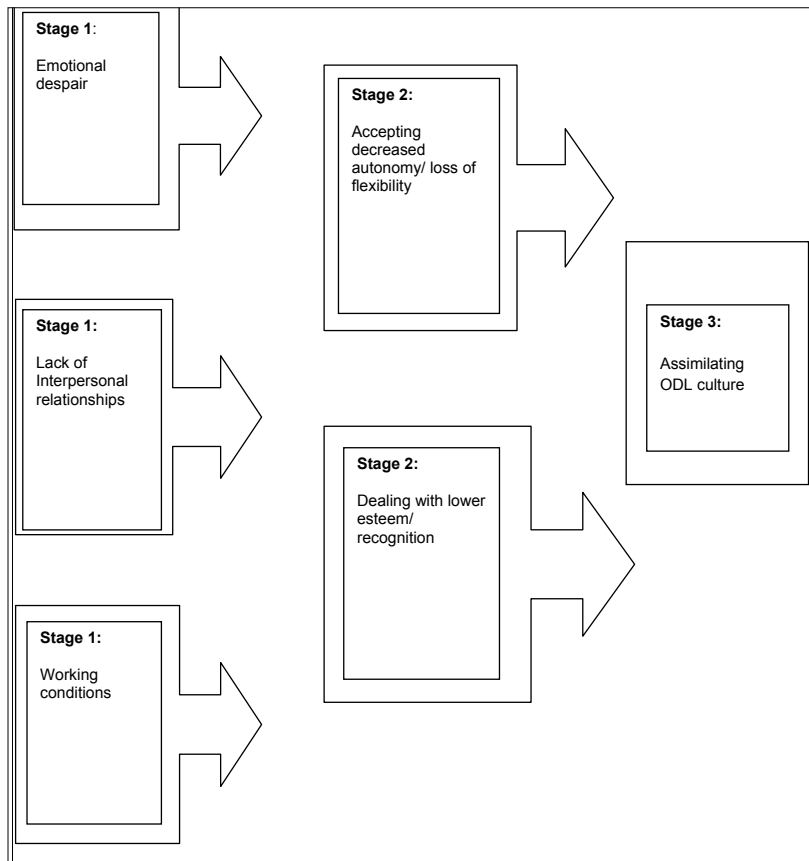 Stage 1:
Emotional
despair
Stage 1:
Lack of
Interpersonal
relationships
Stage 1:
Working
conditions
Stage 2:
Accepting
decreased
autonomy/ loss of
flexibility
Stage 2:
Dealing with lower
esteem/
recognition
Stage 3:
Assimilating
ODL culture